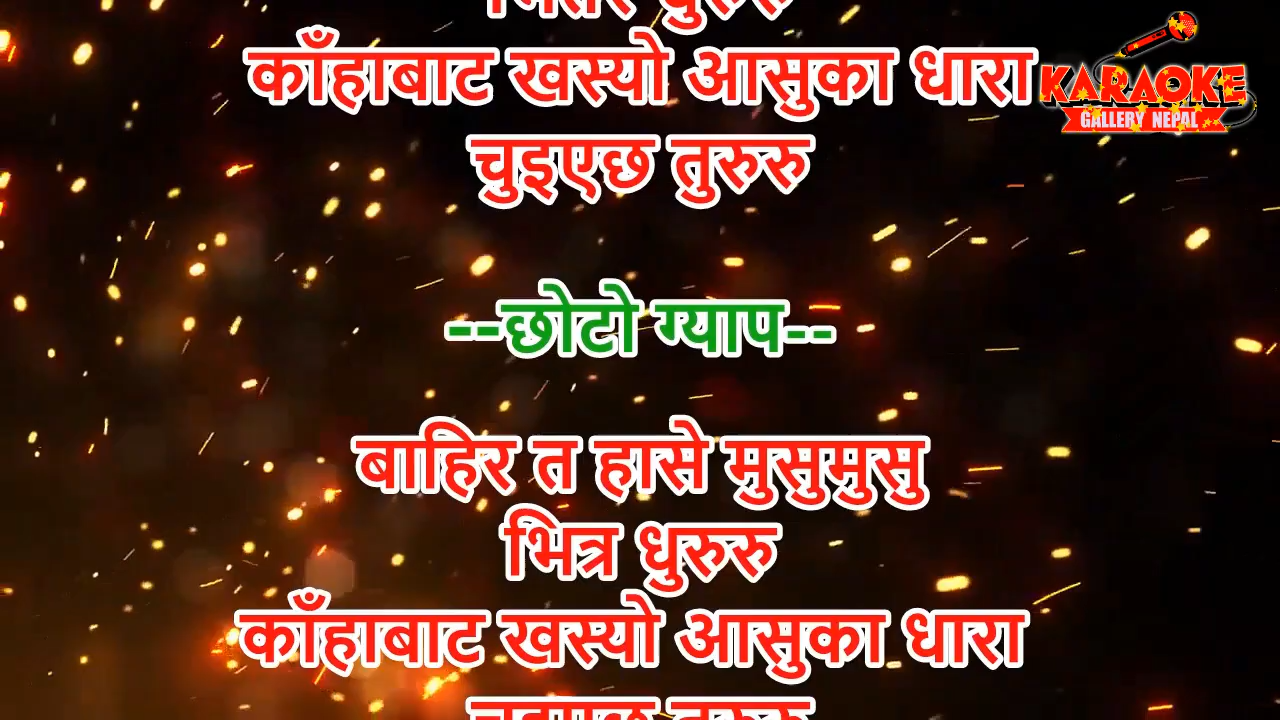 काँहाबाट खस्यो आसुका धारा
KARAOKE
GALLERY NEPAL
चुइएछ तुरुरु
--छोटो ग्याप--
बाहिर त हासे मुसुमुसु
भित्र धुरुरु
काँहाबाट खस्यो आसुका धारा